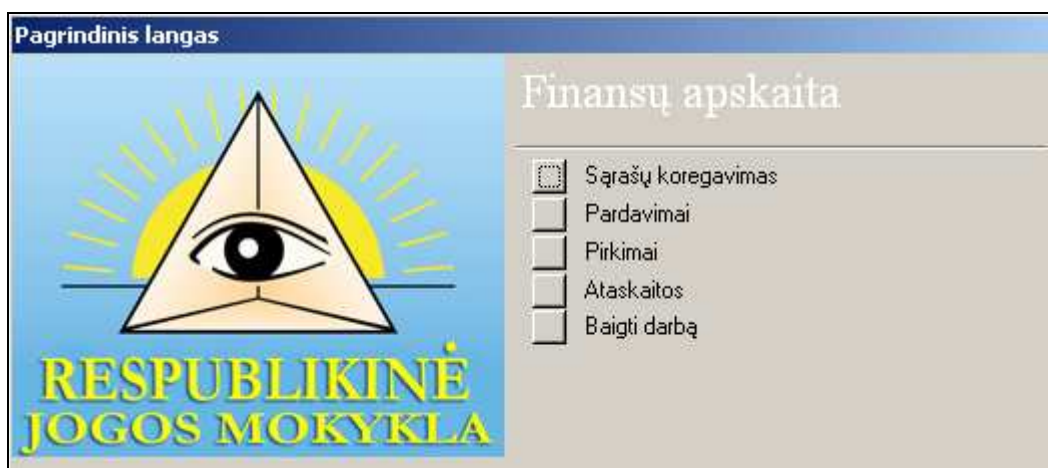 Pagrindinis langas
Finansų apskaita
Sąrašų koregavimas
Pardavimai
Pirkimai
Ataskaitos
Baigti darbą
RESPUBLIKINĖ
JOGOS MOKYKLA